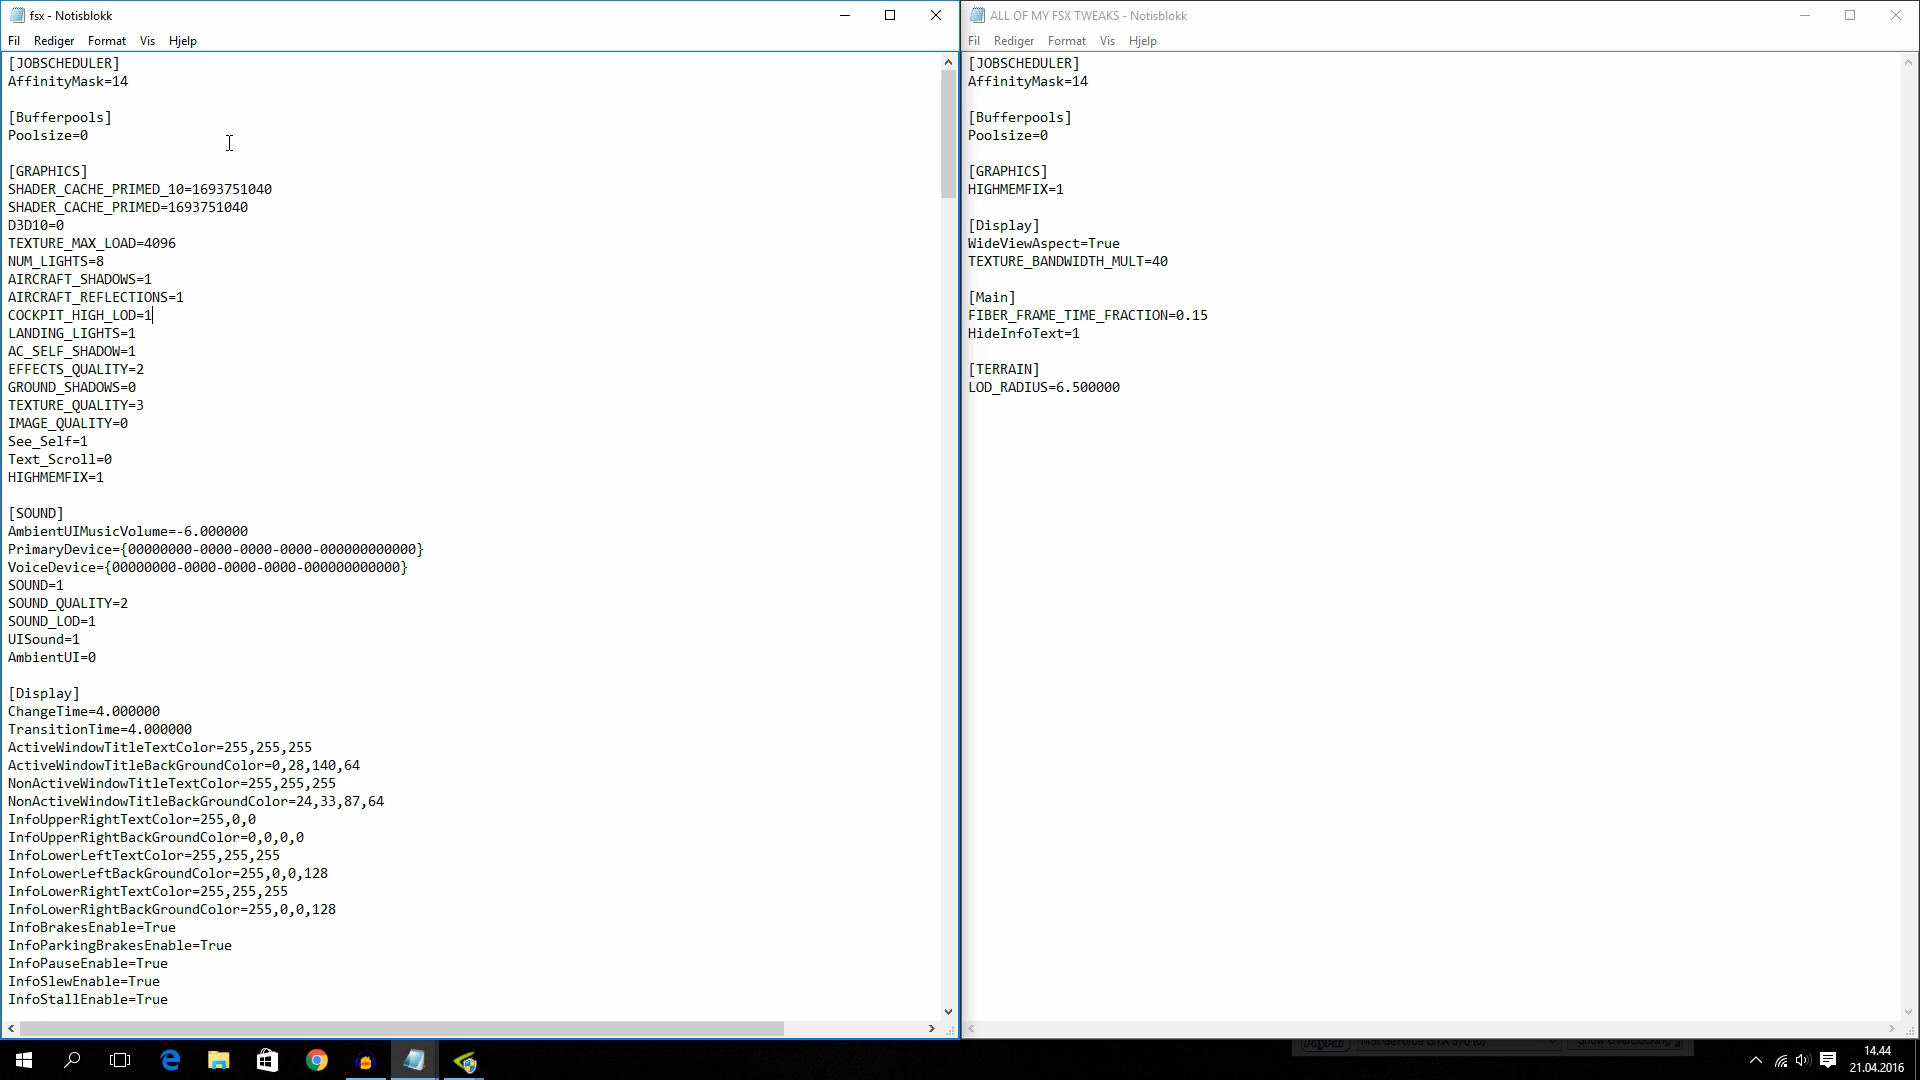 fsx - Notisblokk
Fil Rediger Format Vis Hjelp
[JOBSCHEDULER]
AffinityMask=14
[Bufferpools]
Poolsize=0
[GRAPHICS]
SHADER_CACHE_PRIMED_10=1693751040
SHADER_CACHE_PRIMED=1693751040
D3D10=0
TEXTURE_MAX_LOAD=4096
NUM_LIGHTS=8
AIRCRAFT_SHADOWS=1
AIRCRAFT_REFLECTIONS=1
COCKPIT_HIGH_LOD=1
LANDING_LIGHTS=1
AC_SELF_SHADOW=1
EFFECTS_QUALITY=2
GROUND_SHADOWS=0
TEXTURE_QUALITY=3
IMAGE_QUALITY=0
See_Self=1
Text_Scroll=0
HIGHMEMFIX=1
[SOUND]
AmbientUIMusicVolume=-6.000000
PrimaryDevice={00000000-0000-0000-0000-000000000000}
VoiceDevice={00000000-0000-0000-0000-000000000000}
SOUND=1
SOUND_QUALITY=2
SOUND_LOD=1
UISound=1
AmbientUI=0
[Display]
ChangeTime=4.000000
TransitionTime=4.000000
ActiveWindowTitleTextColor=255,255,255
ActiveWindowTitleBackGroundColor=0,28,140,64
NonActiveWindowTitleTextColor=255,255,255
NonActiveWindowTitleBackGroundColor=24,33,87,64
InfoUpperRightTextColor=255,0,0
InfoUpperRightBackGroundColor=0,0,0,0
InfoLowerLeftTextColor=255,255,255
InfoLowerLeftBackGroundColor=255,0,0,128
InfoLowerRightTextColor=255,255,255
InfoLowerRightBackGroundColor=255,0,0,128
InfoBrakesEnable=True
InfoParkingBrakesEnable=True
InfoPauseEnable=True
InfoSlewEnable=True
InfoStallEnable=True
ALL OF MY FSX TWEAKS - Notisblokk
Fil Rediger Format Vis Hjelp
[JOBSCHEDULER]
AffinityMask=14
[Bufferpools]
Poolsize=0
[GRAPHICS]
HIGHMEMFIX=1
[Display]
WideViewAspect=True
TEXTURE_BANDWIDTH_MULT=40
[Main]
FIBER_FRAME_TIME_FRACTION=0.15
HideInfoText=1
[TERRAIN]
LOD_RADIUS=6.500000
14.44
21.04.2016